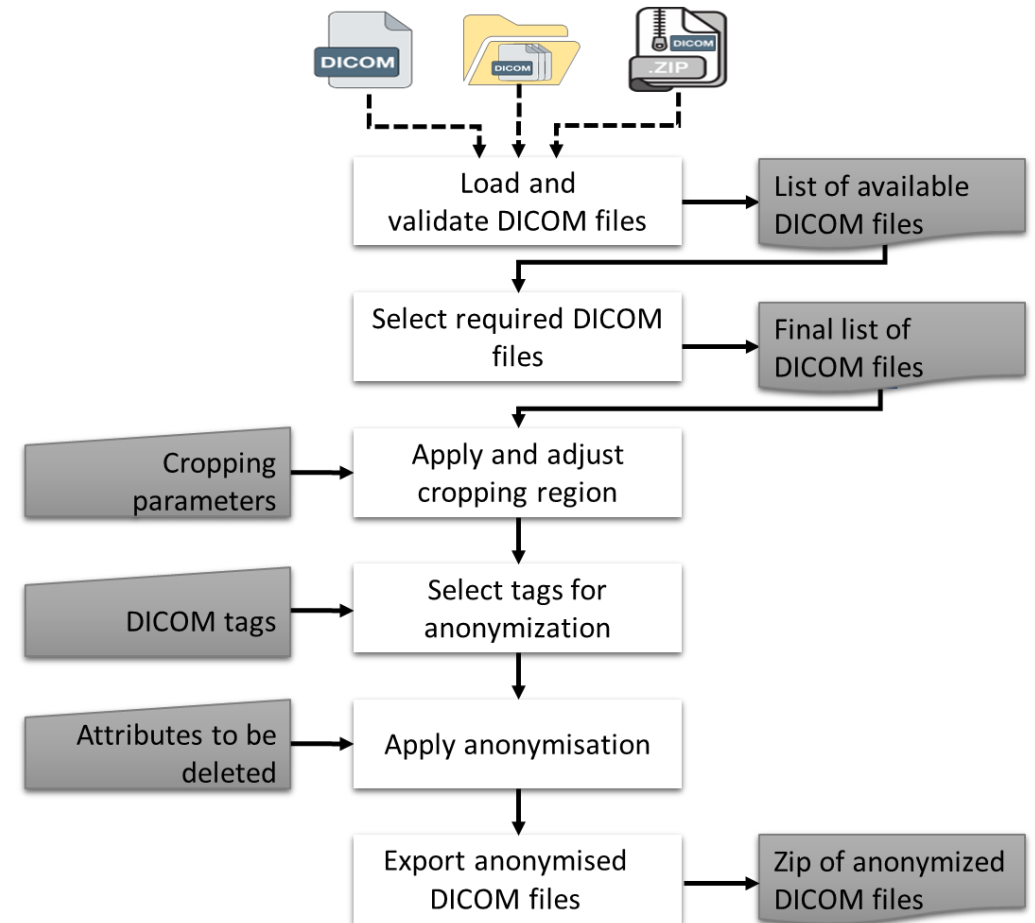 DICOM
DICOM
DICOM
.ZIP
Load and
validate DICOM files
List of available
DICOM files
Select required DICOM
files
Final list of
DICOM files
Cropping
parameters
Apply and adjust
cropping region
DICOM tags
Select tags for
anonymization
Attributes to be
deleted
Apply anonymisation
Export anonymised
DICOM files
Zip of anonymized
DICOM files